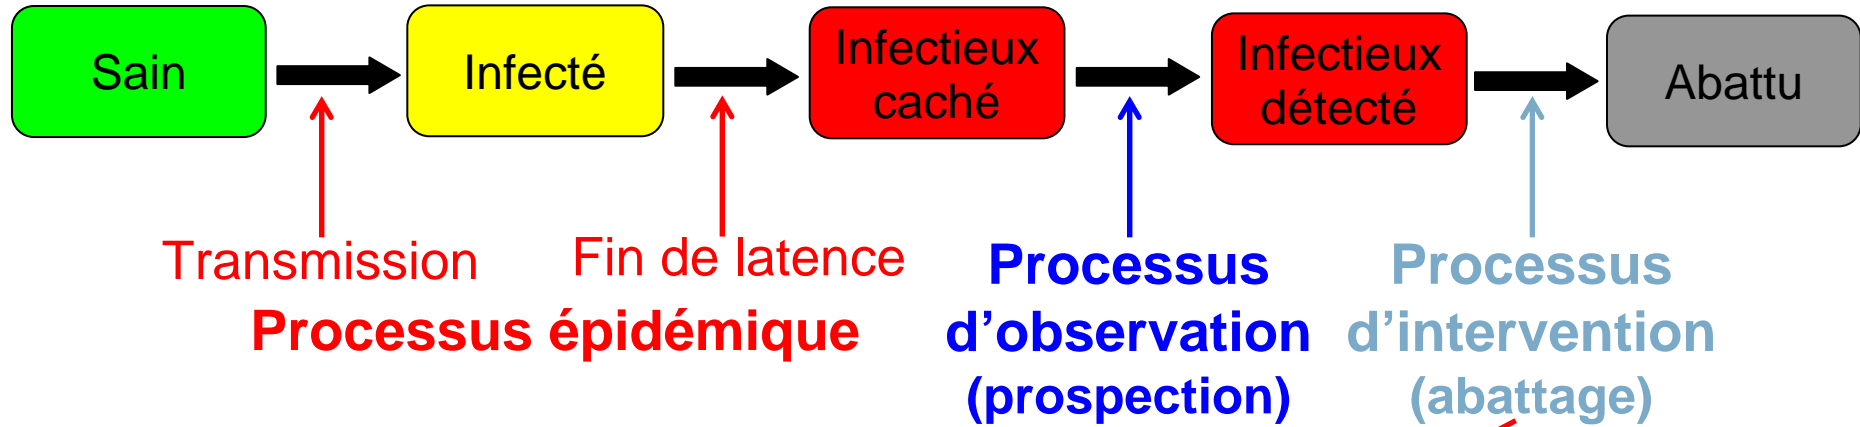 Sain
Infecté
Infectieux
caché
Infectieux
détecté
Abattu
Transmission
Fin de latence
Processus épidémique
Processus
d’observation
(prospection)
Processus
d’intervention
(abattage)